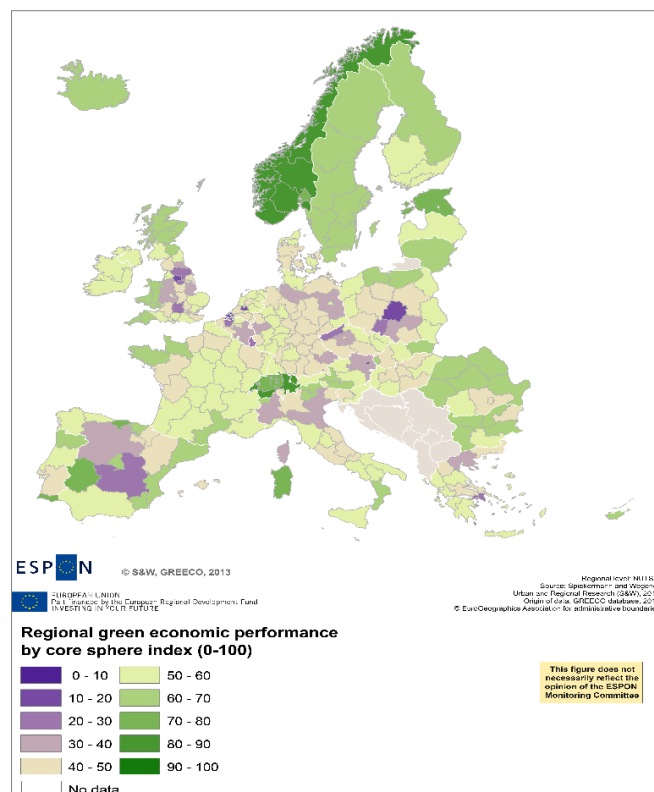 ESPON
© S&W, GREECO, 2013
EUROPEAN UNION
Part-financed by the European Regional Development Fund
INVESTING IN YOUR FUTURE
Regional level: NUTS
Source: Spiekermann and Wegene
Urban and Regional Research (S&W), 201
Origin of data: GREECO database, 201
© EuroGeographics Association for administrative boundarie
Regional green economic performance
by core sphere index (0-100)
0 - 10
50 - 60
10 - 20
60 - 70
20 - 30
70 - 80
30 - 40
80 - 90
40 - 50
90 - 100
No data
This figure does not
necessarily reflect the
opinion of the ESPON
Monitoring Committee